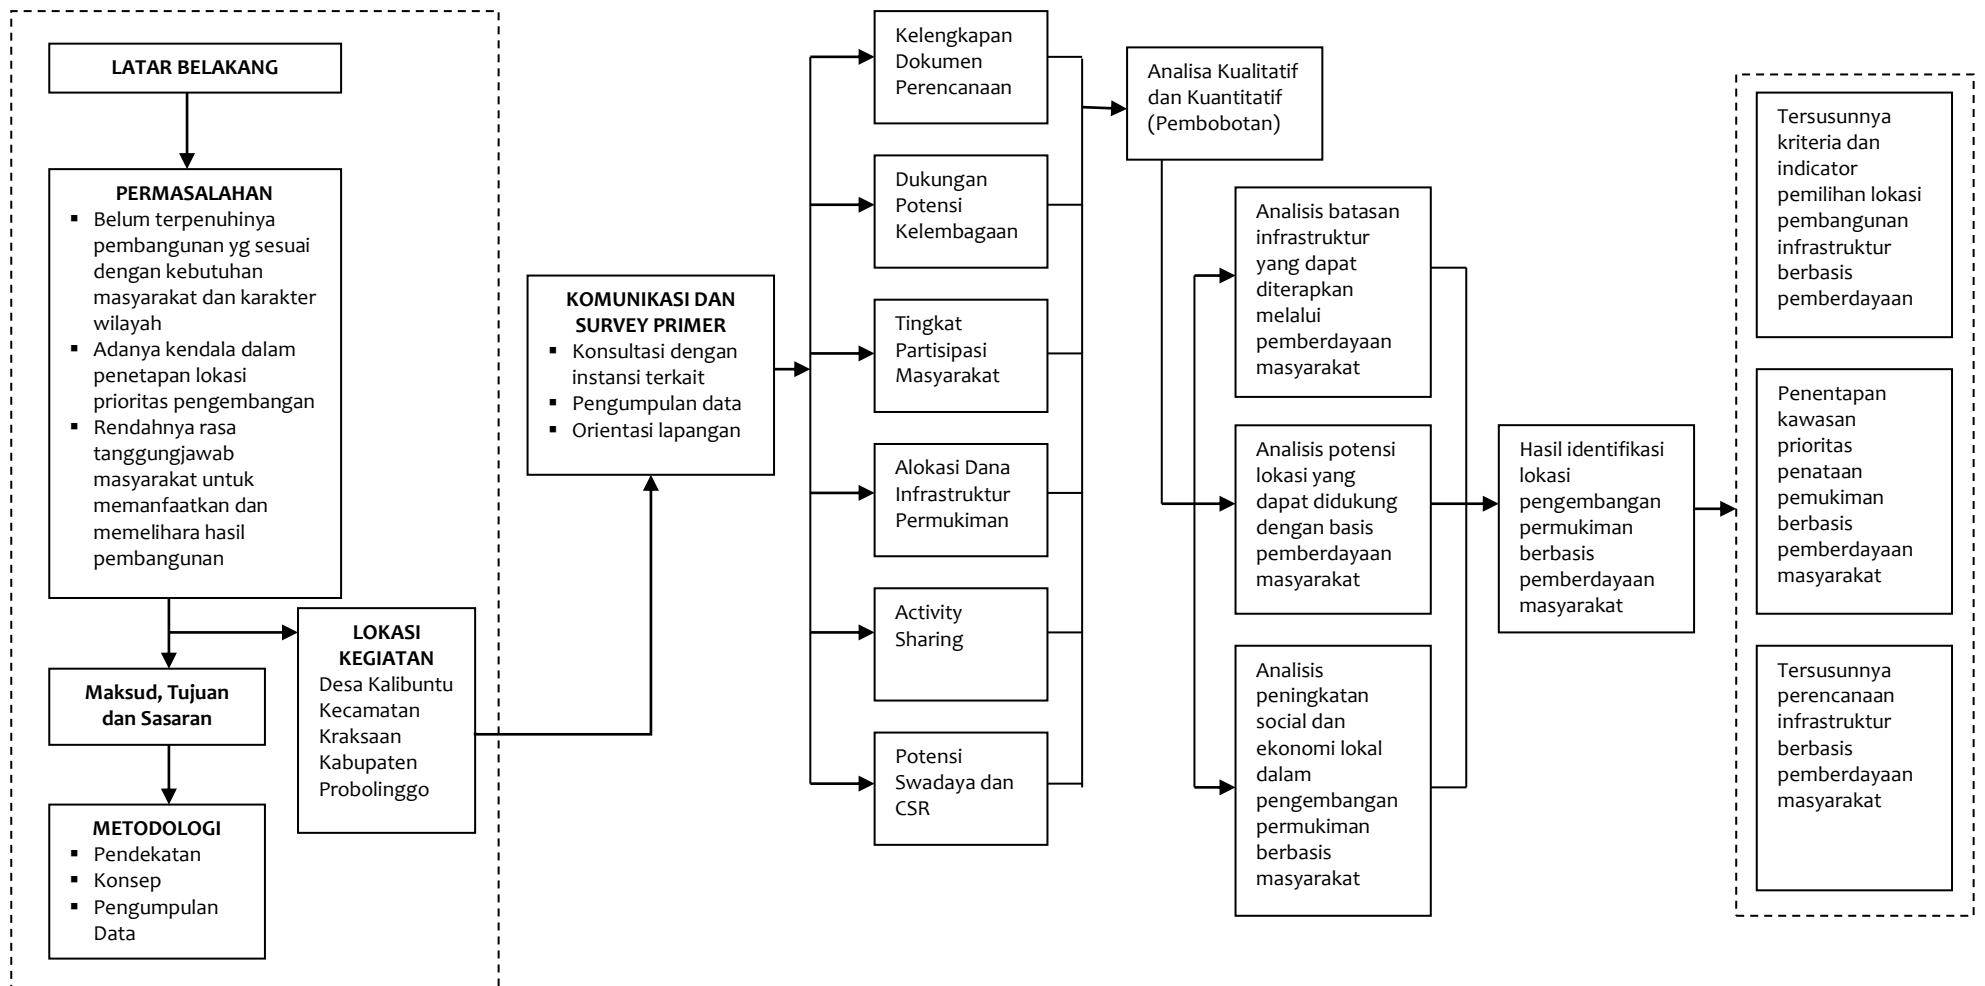 LATAR BELAKANG
PERMASALAHAN
▪ Belum terpenuhinya
pembangunan yg sesuai
dengan kebutuhan
masyarakat dan karakter
wilayah
▪ Adanya kendala dalam
penetapan lokasi
prioritas pengembangan
▪ Rendahnya rasa
tanggungjawab
masyarakat untuk
memanfaatkan dan
memelihara hasil
pembangunan
LOKASI
KEGIATAN
Desa Kalibuntu
Kecamatan
Kraksaan
Kabupaten
Probolinggo
Maksud, Tujuan
dan Sasaran
METODOLOGI
▪ Pendekatan
▪ Konsep
▪ Pengumpulan
Data
KOMUNIKASI DAN
SURVEY PRIMER
▪ Konsultasi dengan
instansi terkait
▪ Pengumpulan data
▪ Orientasi lapangan
Kelengkapan
Dokumen
Perencanaan
Dukungan
Potensi
Kelembagaan
Tingkat
Partisipasi
Masyarakat
Alokasi Dana
Infrastruktur
Permukiman
Activity
Sharing
Potensi
Swadaya dan
CSR
Analisa Kualitatif
dan Kuantitatif
(Pembobotan)
Analisis batasan
infrastruktur
yang dapat
diterapkan
melalui
pemberdayaan
masyarakat
Analisis potensi
lokasi yang
dapat didukung
dengan basis
pemberdayaan
masyarakat
Analisis
peningkatan
social dan
ekonomi lokal
dalam
pengembangan
permukiman
berbasis
masyarakat
Hasil identifikasi
lokasi
pengembangan
permukiman
berbasis
pemberdayaan
masyarakat
Tersusunnya
kriteria dan
indicator
pemilihan lokasi
pembangunan
infrastruktur
berbasis
pemberdayaan
Penentapan
kawasan
prioritas
penataan
pemukiman
berbasis
pemberdayaan
masyarakat
Tersusunnya
perencanaan
infrastruktur
berbasis
pemberdayaan
masyarakat